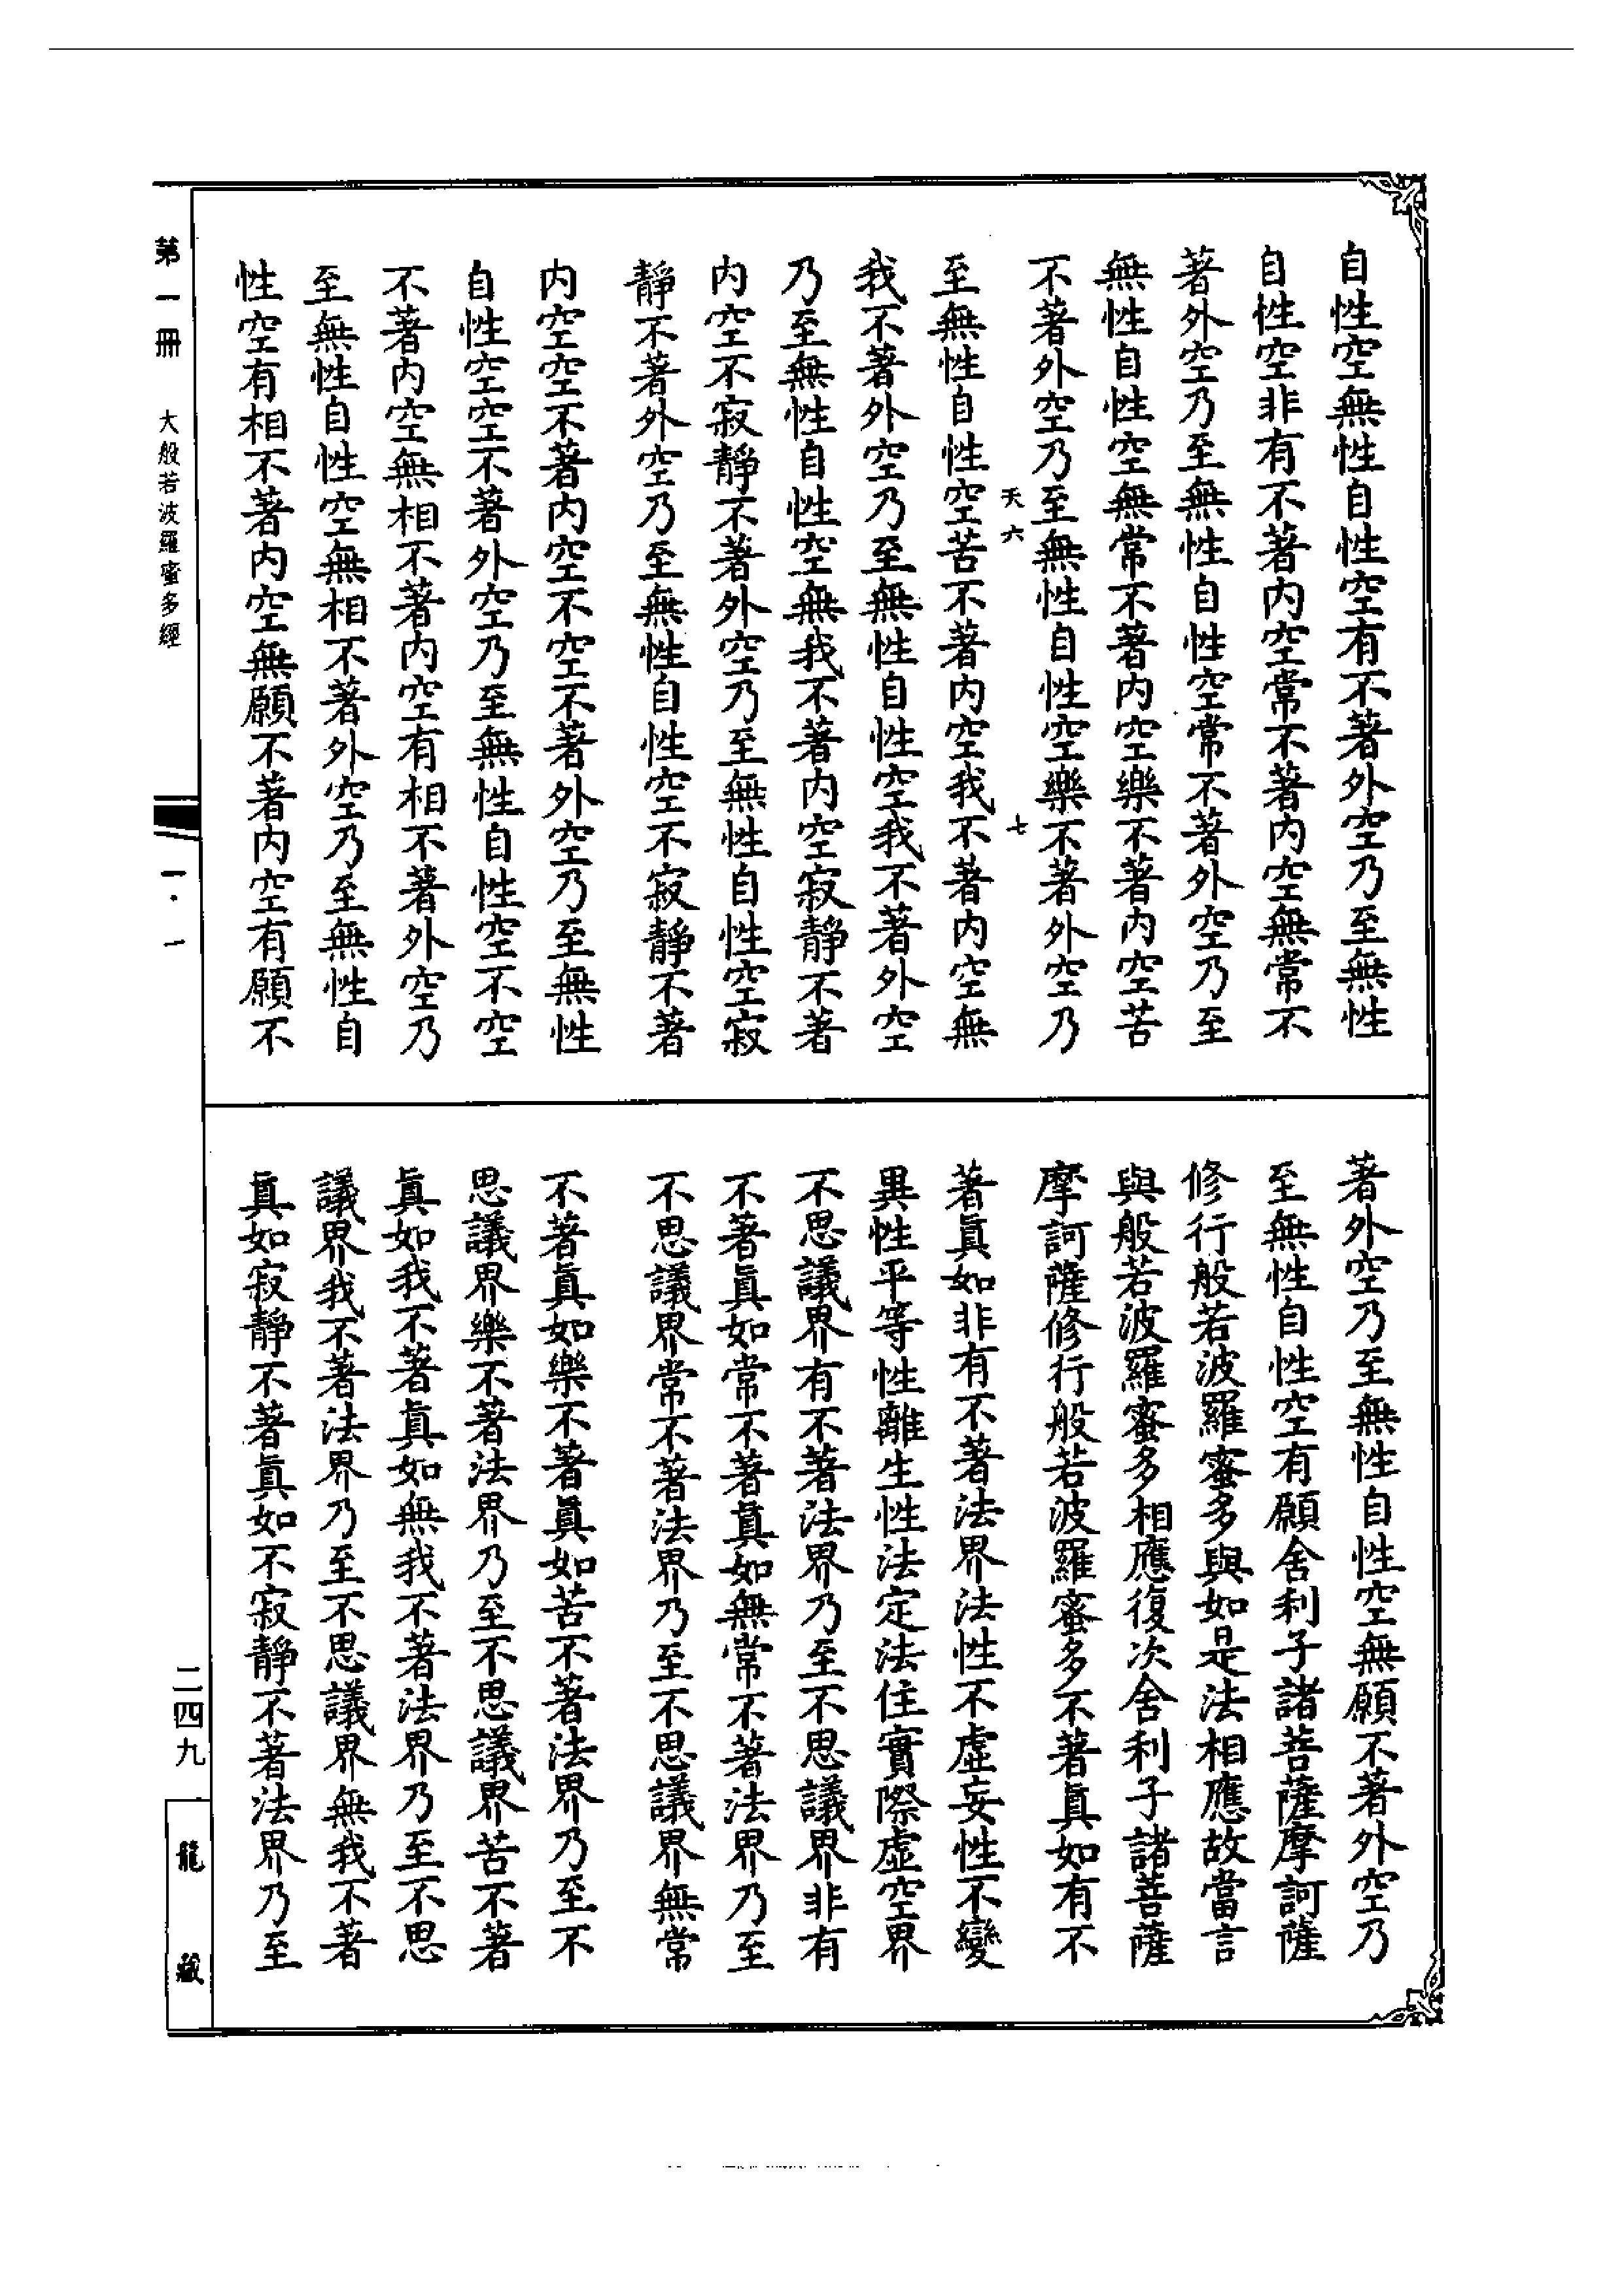 自性空無性自性空有不著外空乃至無性
自性空非有不著內空常不著內空無常不
著外空乃至無性自性空常不著外空乃至
無性自性空無常不著內空樂不著內空苦
不著外空乃至無性自性空樂不著外空乃
天六
七
至無性自性空苦不著內空我不著內空無
我不著外空乃至無性自性空我不著外空
乃至無性自性空無我不著內空寂靜不著
內空不寂靜不著外空乃至無性自性空寂
靜不著外空乃至無性自性空不寂靜不著
內空空不著內空不空不著外空乃至無性
自性空空不著外空乃至無性自性空不空
不著內空無相不著內空有相不著外空乃
至無性自性空無相不著外空乃至無性自
性空有相不著內空無願不著內空有願不
著外空乃至無性自性空無願不著外空乃
至無性自性空有願舍利子諸菩薩摩訶薩
修行般若波羅蜜多與如是法相應故當言
與般若波羅蜜多相應復次舍利子諸菩薩
摩訶薩修行般若波羅蜜多不著真如有不
著真如非有不著法界法性不虛妄性不變
異性平等性離生性法定法住實際虛空界
不思議界有不著法界乃至不思議界非有
不著真如常不著真如無常不著法界乃至
不思議界常不著法界乃至不思議界無常
不著真如樂不著真如苦不著法界乃至不
思議界樂不著法界乃至不思議界苦不著
真如我不著真如無我不著法界乃至不思
議界我不著法界乃至不思議界無我不著
真如寂靜不著真如不寂靜不著法界乃至
第一冊 大般若波羅蜜多經
一·一
二四九
龍藏